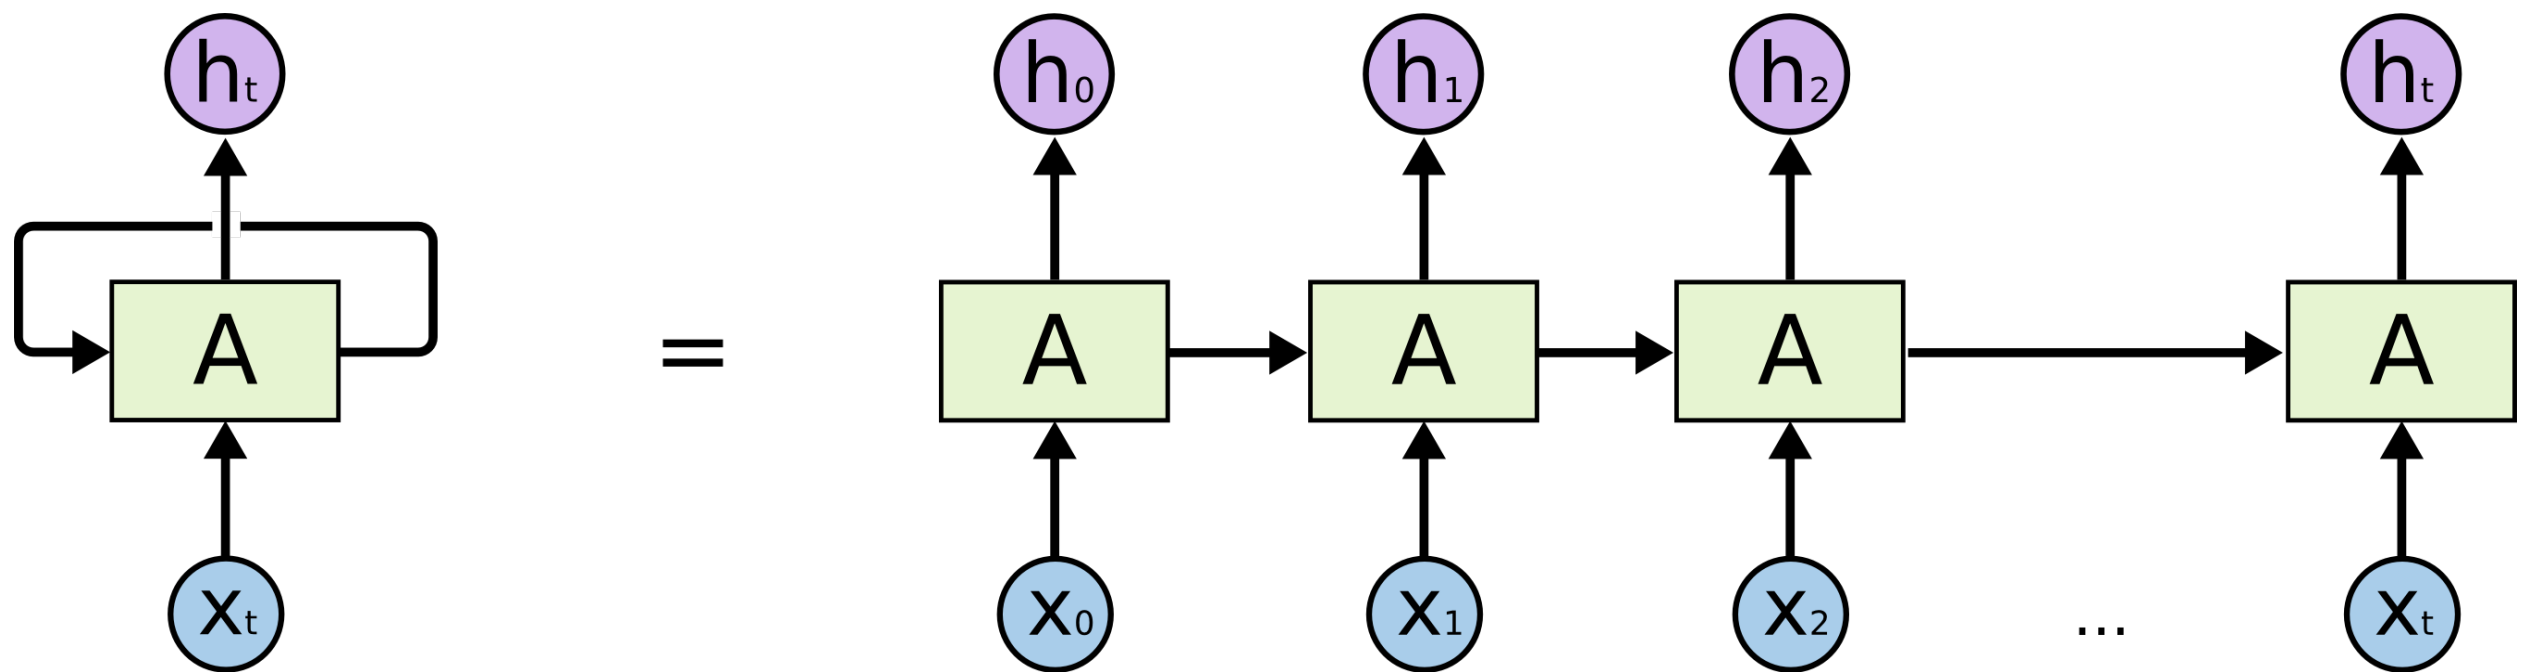 hₜ h₀ h₁ h₂ hₜ
A = A A A A
xₜ x₀ x₁ x₂ ... xₜ